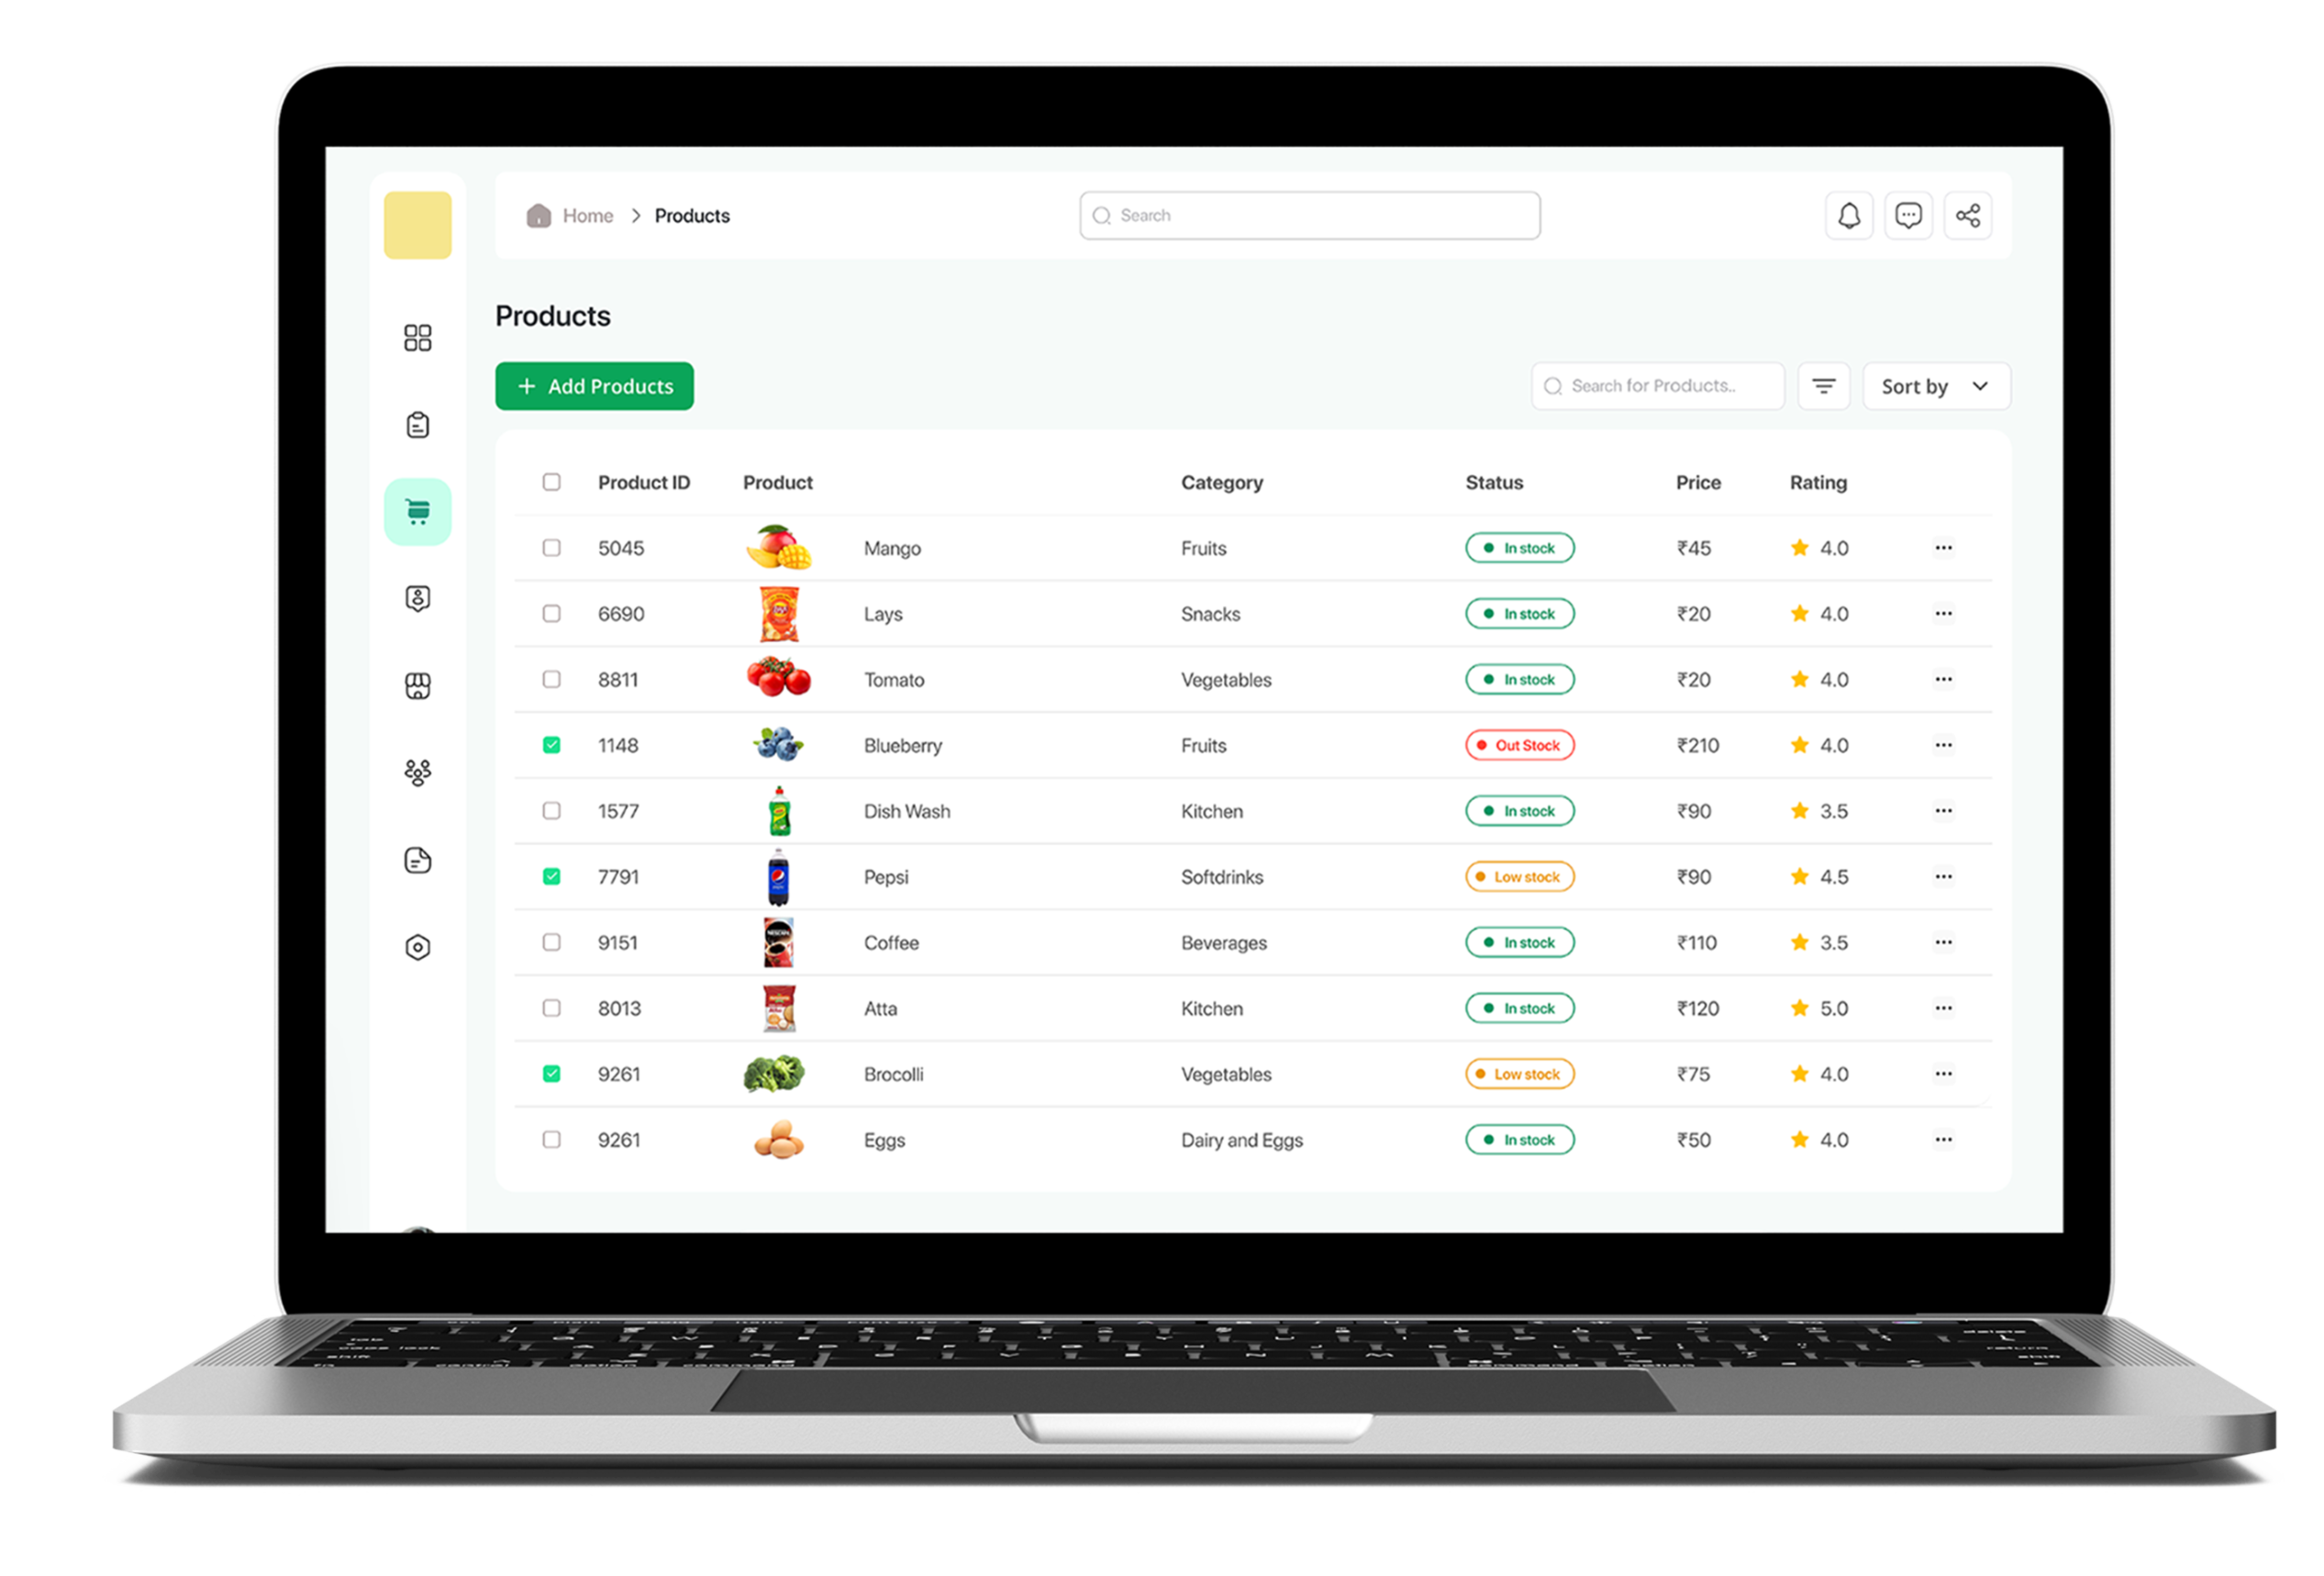 Home > Products
Search
Products
+ Add Products
Search for Products..
Sort by
Product ID Product Category Status Price Rating
5045 Mango Fruits In stock ₹45 4.0 ...
6690 Lays Snacks In stock ₹20 4.0 ...
8811 Tomato Vegetables In stock ₹20 4.0 ...
1148 Blueberry Fruits Out Stock ₹210 4.0 ...
1577 Dish Wash Kitchen In stock ₹90 3.5 ...
7791 Pepsi Softdrinks Low stock ₹90 4.5 ...
9151 Coffee Beverages In stock ₹110 3.5 ...
8013 Atta Kitchen In stock ₹120 5.0 ...
9261 Brocolli Vegetables Low stock ₹75 4.0 ...
9261 Eggs Dairy and Eggs In stock ₹50 4.0 ...